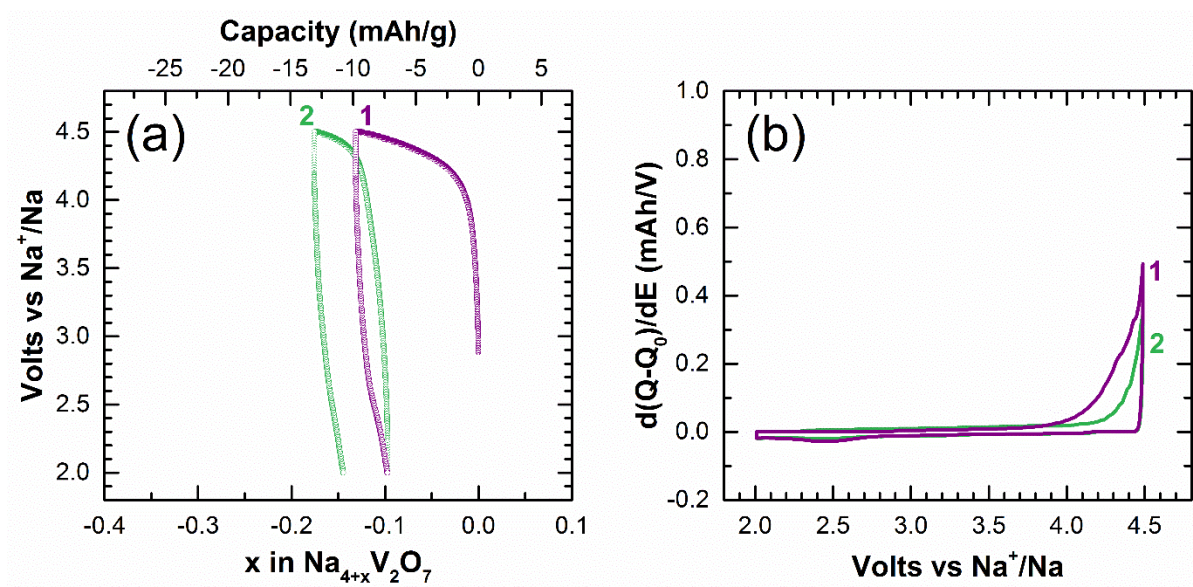 Capacity (mAh/g)
-25 -20 -15 -10 -5 0 5
(a)
2
1
4.5
4.0
3.5
3.0
2.5
2.0
Volts vs Na⁺/Na
-0.4 -0.3 -0.2 -0.1 0.0 0.1
x in Na₄₊ₓV₂O₇
(b)
1.0
0.8
0.6
0.4
0.2
0.0
-0.2
d(Q-Q₀)/dE (mAh/V)
1
2
2.0 2.5 3.0 3.5 4.0 4.5
Volts vs Na⁺/Na